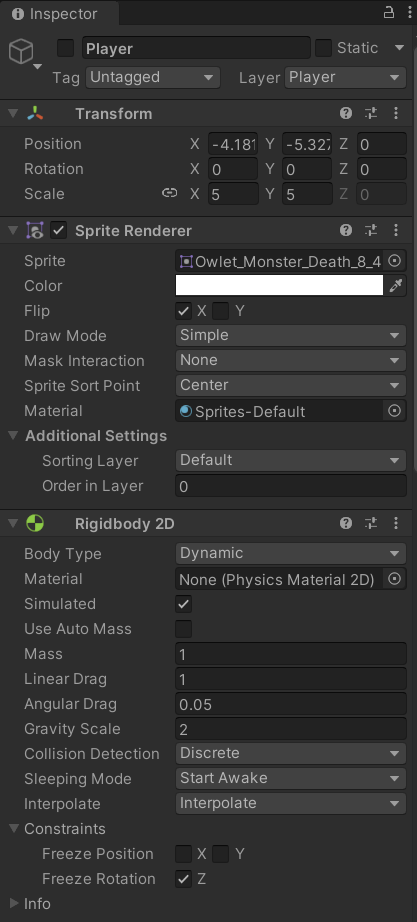 Inspector
Player
Static
Tag Untagged Layer Player
Transform
Position X -4.181 Y -5.327 Z 0
Rotation X 0 Y 0 Z 0
Scale X 5 Y 5 Z 0
Sprite Renderer
Sprite Owlet_Monster_Death_8_4
Color
Flip X Y
Draw Mode Simple
Mask Interaction None
Sprite Sort Point Center
Material Sprites-Default
Additional Settings
Sorting Layer Default
Order in Layer 0
Rigidbody 2D
Body Type Dynamic
Material None (Physics Material 2D)
Simulated
Use Auto Mass
Mass 1
Linear Drag 1
Angular Drag 0.05
Gravity Scale 2
Collision Detection Discrete
Sleeping Mode Start Awake
Interpolate Interpolate
Constraints
Freeze Position X Y
Freeze Rotation Z
Info